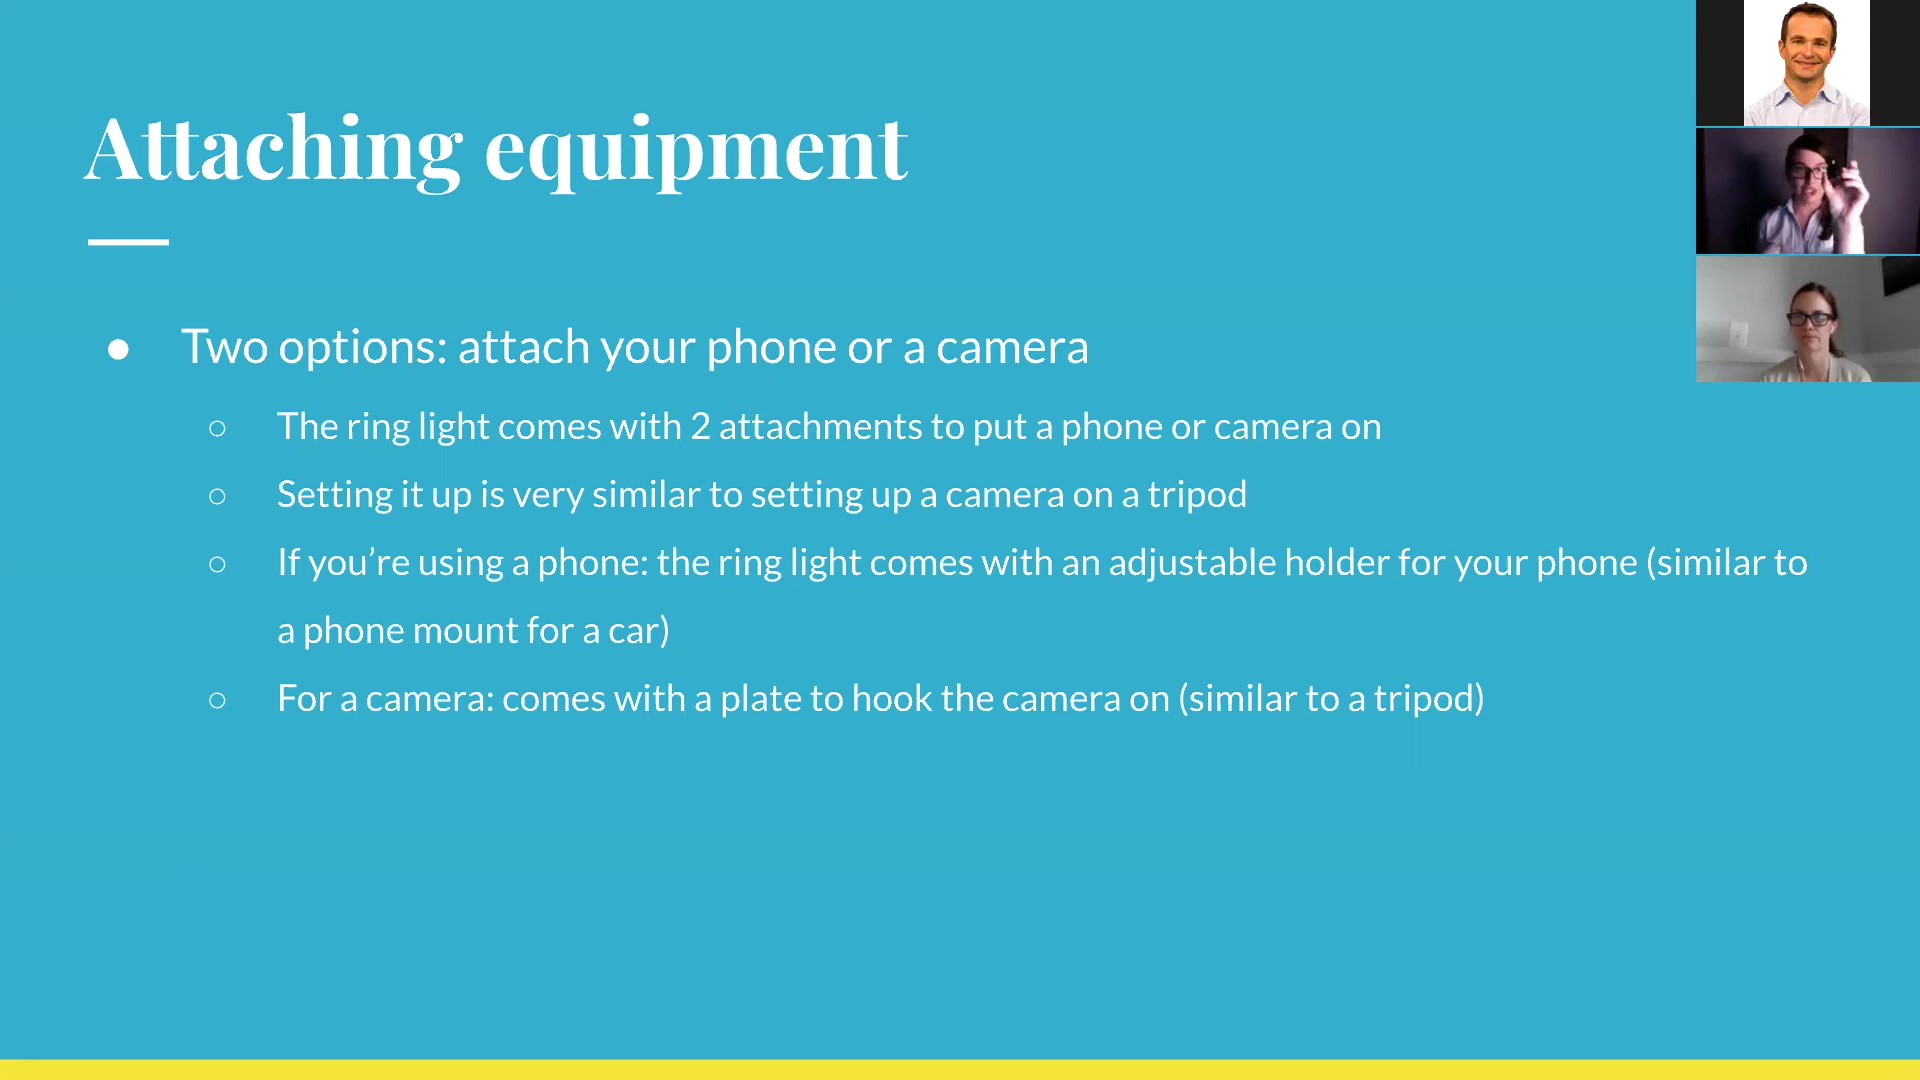 Attaching equipment
● Two options: attach your phone or a camera
○ The ring light comes with 2 attachments to put a phone or camera on
○ Setting it up is very similar to setting up a camera on a tripod
○ If you’re using a phone: the ring light comes with an adjustable holder for your phone (similar to
a phone mount for a car)
○ For a camera: comes with a plate to hook the camera on (similar to a tripod)